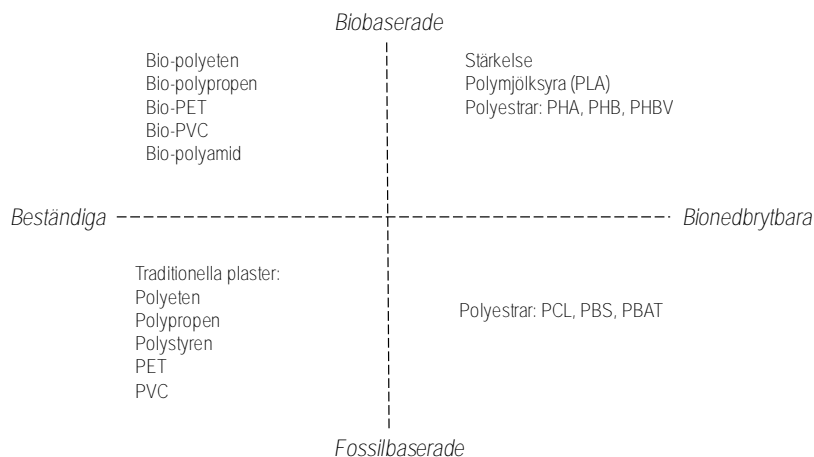 Biobaserade
Bio-polyeten
Bio-polypropen
Bio-PET
Bio-PVC
Bio-polyamid
Stärkelse
Polymjölksyra (PLA)
Polyestrar: PHA, PHB, PHBV
Beständiga
Bionedbrytbara
Traditionella plaster:
Polyeten
Polypropen
Polystyren
PET
PVC
Polyestrar: PCL, PBS, PBAT
Fossilbaserade